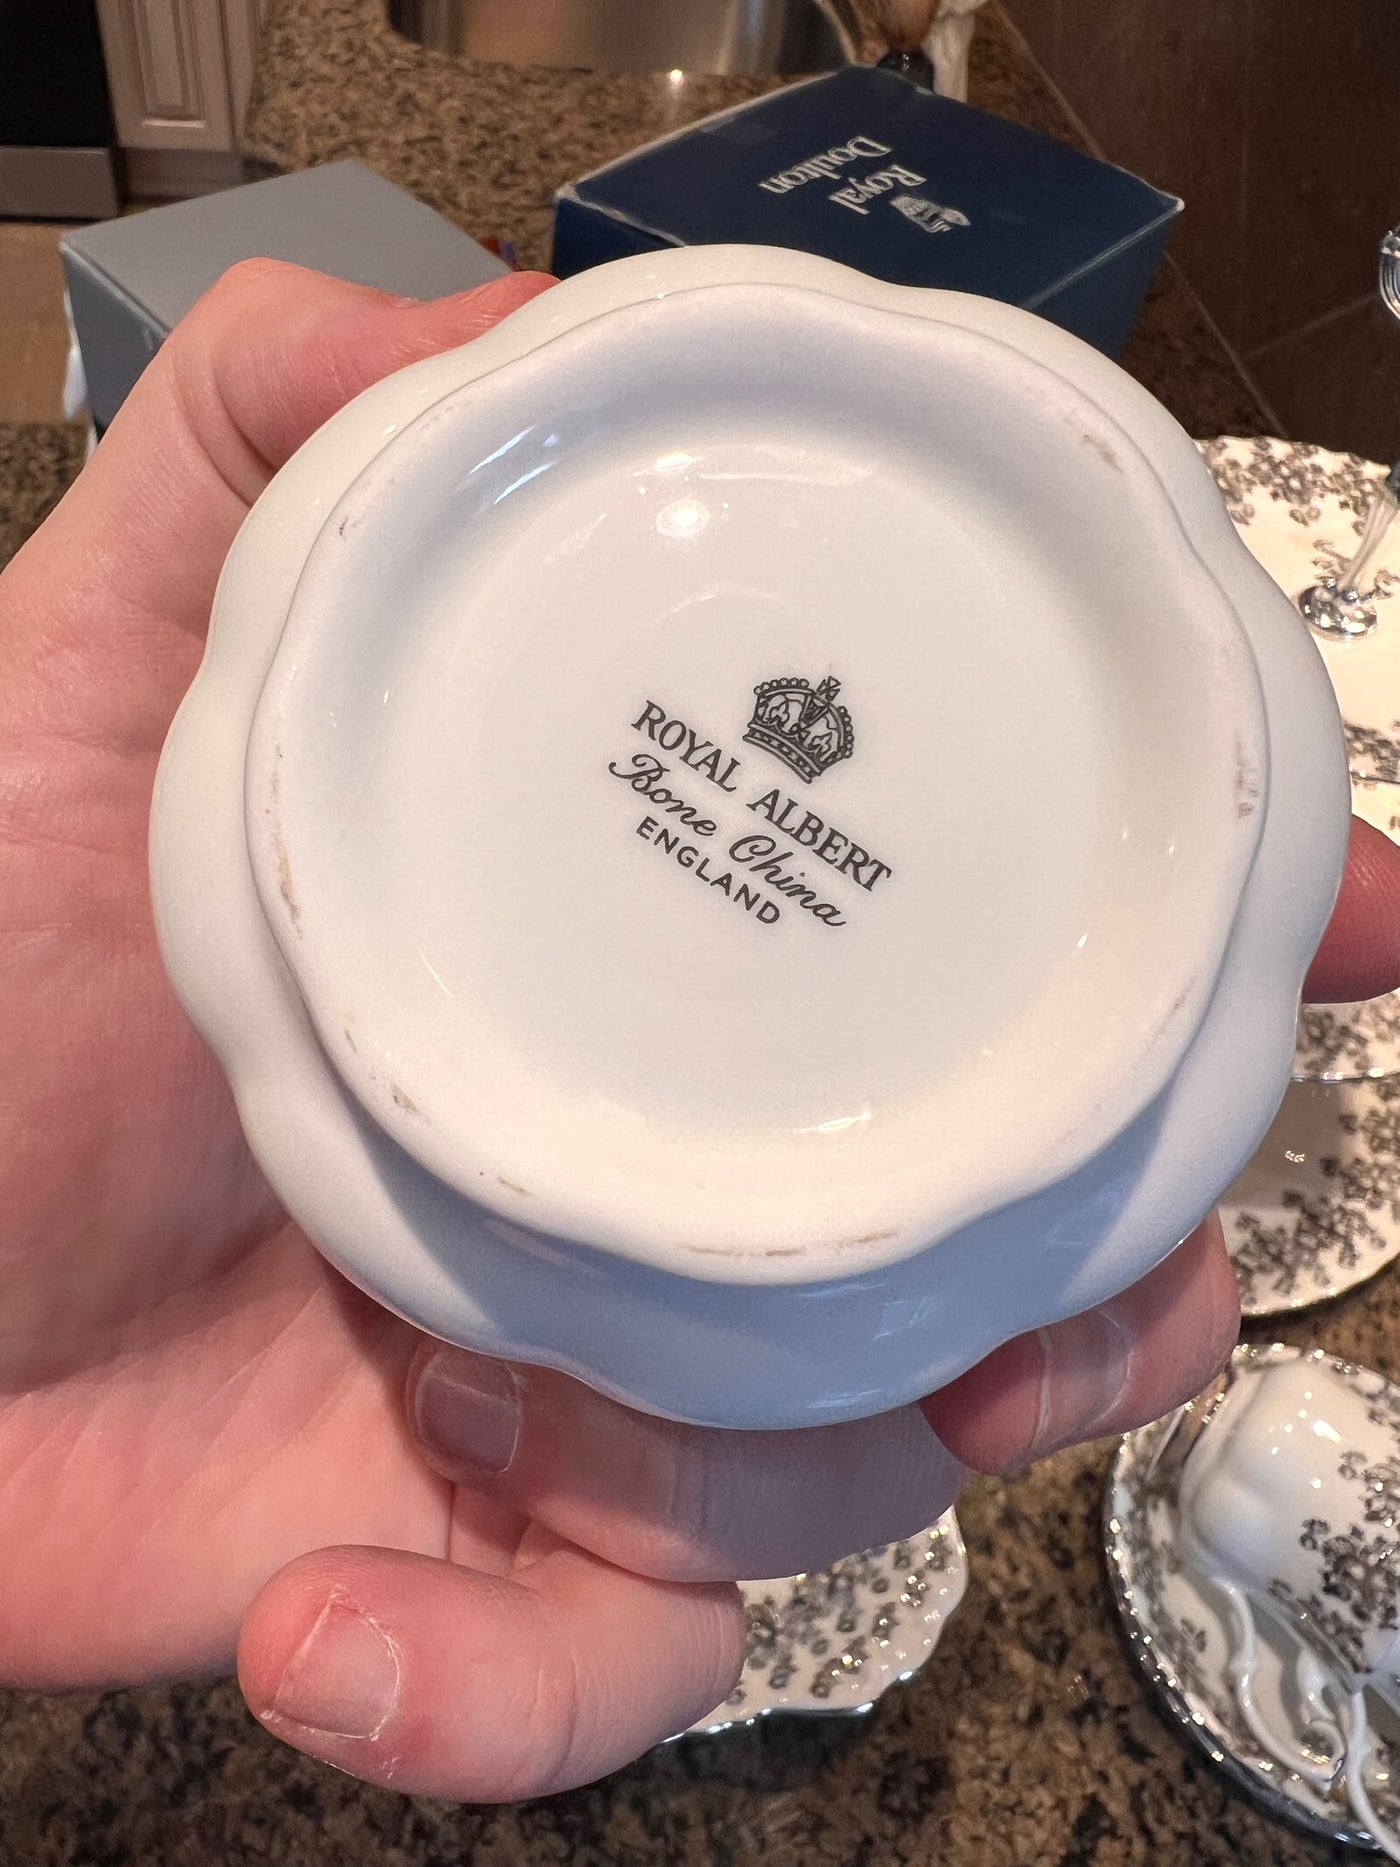 Royal
Doulton
ROYAL ALBERT
Bone China
ENGLAND